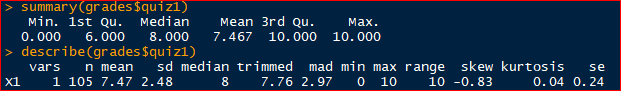 > summary(grades$quiz1)
Min. 1st Qu. Median Mean 3rd Qu. Max.
0.000 6.000 8.000 7.467 10.000 10.000
> describe(grades$quiz1)
vars n mean sd median trimmed mad min max range skew kurtosis se
X1 1 105 7.47 2.48 8 7.76 2.97 0 10 10 -0.83 0.04 0.24